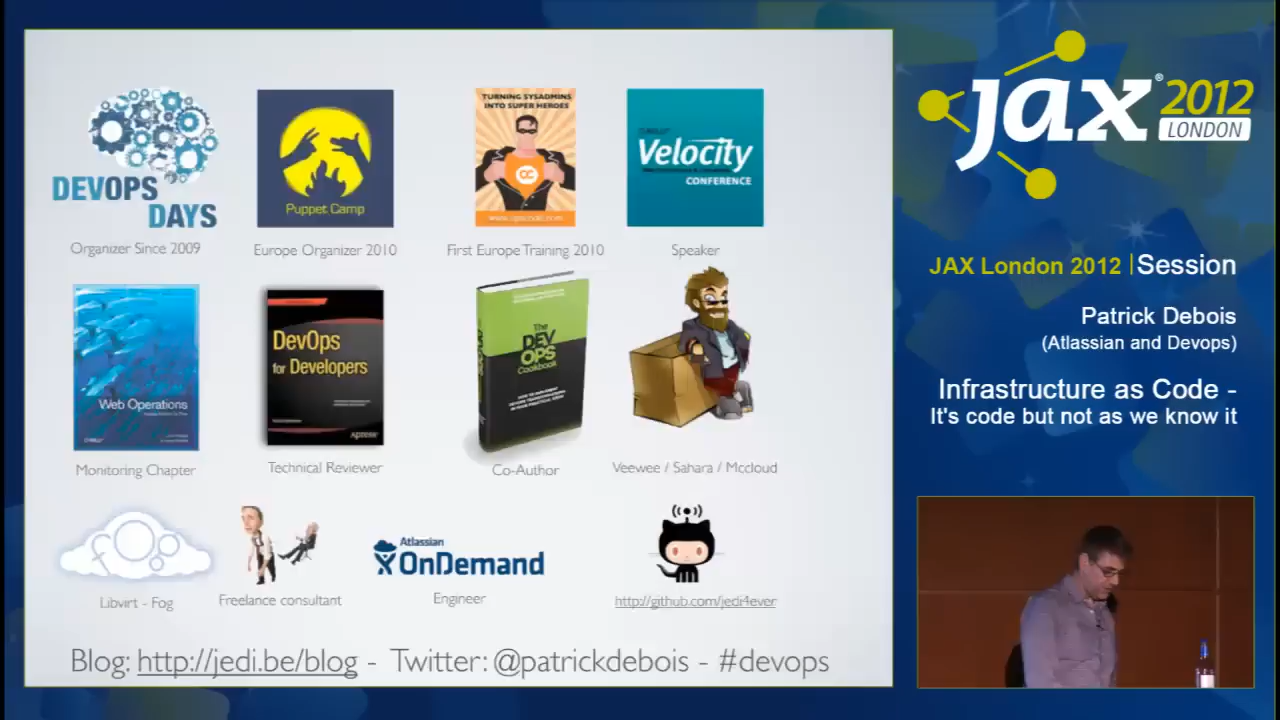 DEVOPS
DAYS
Organizer Since 2009
Puppet Camp
Europe Organizer 2010
TURNING SYSADMINS
INTO SUPER HEROES
First Europe Training 2010
Velocity
CONFERENCE
Speaker
Web Operations
Monitoring Chapter
DevOps
for Developers
Apress
Technical Reviewer
The
DEV
OPS
Cookbook
Co-Author
Veewee / Sahara / Mccloud
fog
Libvirt - Fog
Freelance consultant
Atlassian
OnDemand
Engineer
http://github.com/jedi4ever
Blog: http://jedi.be/blog - Twitter: @patrickdebois - #devops
jax® 2012
LONDON
JAX London 2012 | Session
Patrick Debois
(Atlassian and Devops)
Infrastructure as Code -
It's code but not as we know it